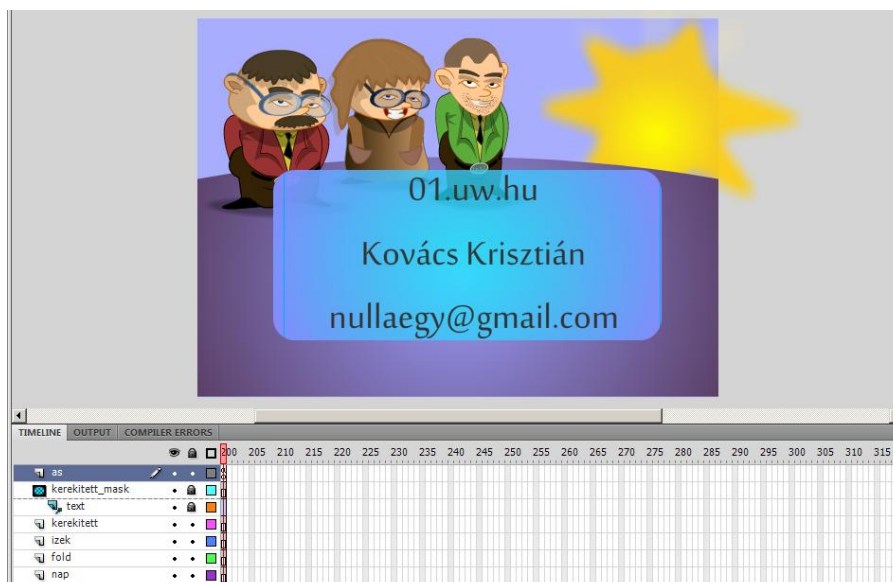 01.uw.hu
Kovács Krisztián
nullaegy@gmail.com
TIMELINE OUTPUT COMPILER ERRORS
200 205 210 215 220 225 230 235 240 245 250 255 260 265 270 275 280 285 290 295 300 305 310 315
as
kerekitett_mask
text
kerekitett
izek
fold
nap